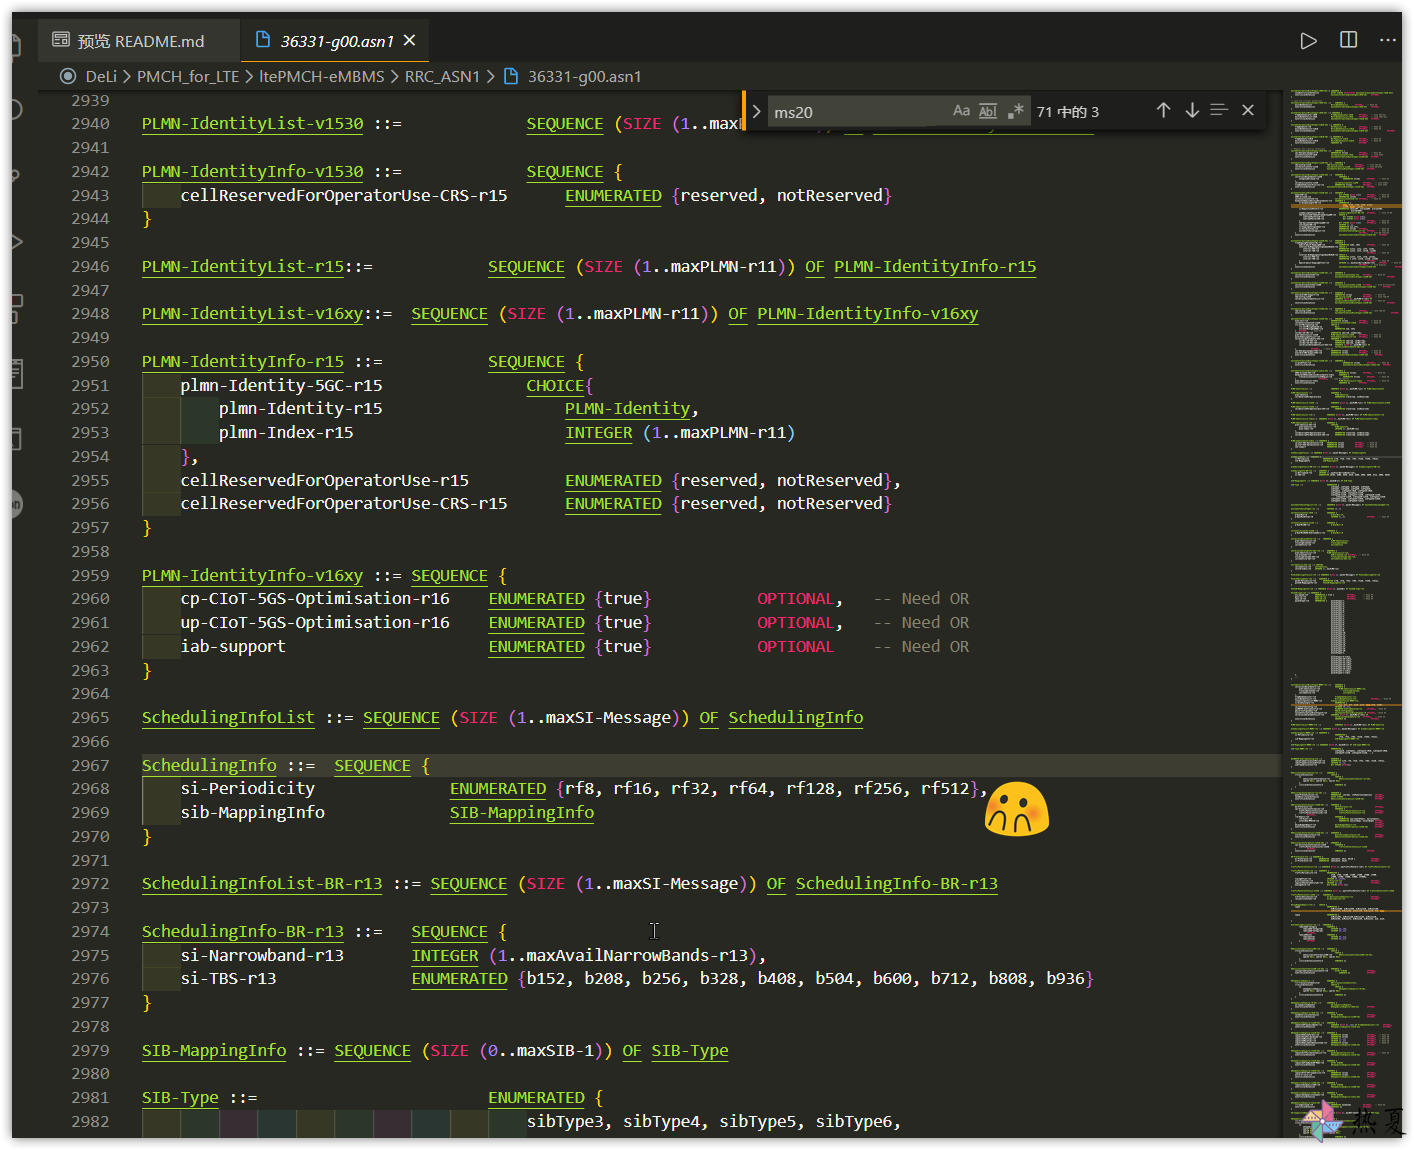 预览 README.md
36331-g00.asn1
DeLi > PMCH_for_LTE > ltePMCH-eMBMS > RRC_ASN1 > 36331-g00.asn1
ms20
Aa Abl .* 71 中的 3
2939
2940 PLMN-IdentityList-v1530 ::= SEQUENCE (SIZE (1..max
2941
2942 PLMN-IdentityInfo-v1530 ::= SEQUENCE {
2943 cellReservedForOperatorUse-CRS-r15 ENUMERATED {reserved, notReserved}
2944 }
2945
2946 PLMN-IdentityList-r15::= SEQUENCE (SIZE (1..maxPLMN-r11)) OF PLMN-IdentityInfo-r15
2947
2948 PLMN-IdentityList-v16xy::= SEQUENCE (SIZE (1..maxPLMN-r11)) OF PLMN-IdentityInfo-v16xy
2949
2950 PLMN-IdentityInfo-r15 ::= SEQUENCE {
2951 plmn-Identity-5GC-r15 CHOICE{
2952 plmn-Identity-r15 PLMN-Identity,
2953 plmn-Index-r15 INTEGER (1..maxPLMN-r11)
2954 },
2955 cellReservedForOperatorUse-r15 ENUMERATED {reserved, notReserved},
2956 cellReservedForOperatorUse-CRS-r15 ENUMERATED {reserved, notReserved}
2957 }
2958
2959 PLMN-IdentityInfo-v16xy ::= SEQUENCE {
2960 cp-CIoT-5GS-Optimisation-r16 ENUMERATED {true} OPTIONAL, -- Need OR
2961 up-CIoT-5GS-Optimisation-r16 ENUMERATED {true} OPTIONAL, -- Need OR
2962 iab-support ENUMERATED {true} OPTIONAL -- Need OR
2963 }
2964
2965 SchedulingInfoList ::= SEQUENCE (SIZE (1..maxSI-Message)) OF SchedulingInfo
2966
2967 SchedulingInfo ::= SEQUENCE {
2968 si-Periodicity ENUMERATED {rf8, rf16, rf32, rf64, rf128, rf256, rf512},
2969 sib-MappingInfo SIB-MappingInfo
2970 }
2971
2972 SchedulingInfoList-BR-r13 ::= SEQUENCE (SIZE (1..maxSI-Message)) OF SchedulingInfo-BR-r13
2973
2974 SchedulingInfo-BR-r13 ::= SEQUENCE {
2975 si-Narrowband-r13 INTEGER (1..maxAvailNarrowBands-r13),
2976 si-TBS-r13 ENUMERATED {b152, b208, b256, b328, b408, b504, b600, b712, b808, b936}
2977 }
2978
2979 SIB-MappingInfo ::= SEQUENCE (SIZE (0..maxSIB-1)) OF SIB-Type
2980
2981 SIB-Type ::= ENUMERATED {
2982 sibType3, sibType4, sibType5, sibType6,
热夏